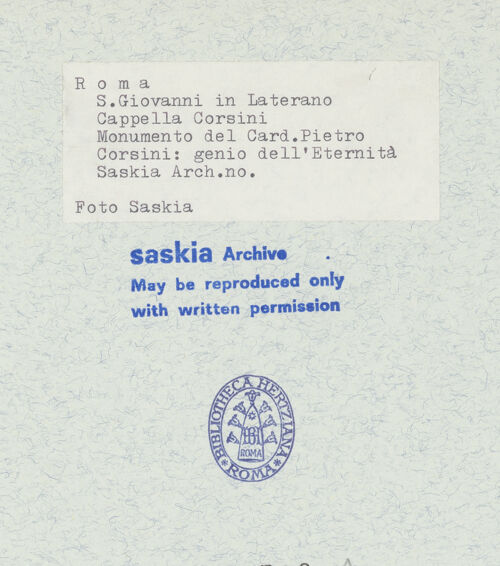 R o m a
S.Giovanni in Laterano
Cappella Corsini
Monumento del Card.Pietro
Corsini: genio dell'Eternità
Saskia Arch.no.
Foto Saskia
saskia Archive
May be reproduced only
with written permission
BIBLIOTHECA HERTZIANA
ROMA
ROMA